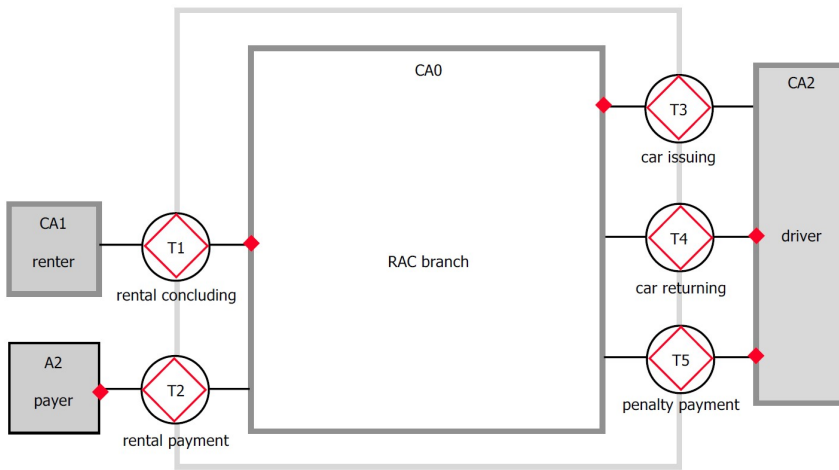 CA0
CA2
T3
car issuing
CA1
renter
T1
rental concluding
RAC branch
T4
car returning
driver
A2
payer
T2
rental payment
T5
penalty payment